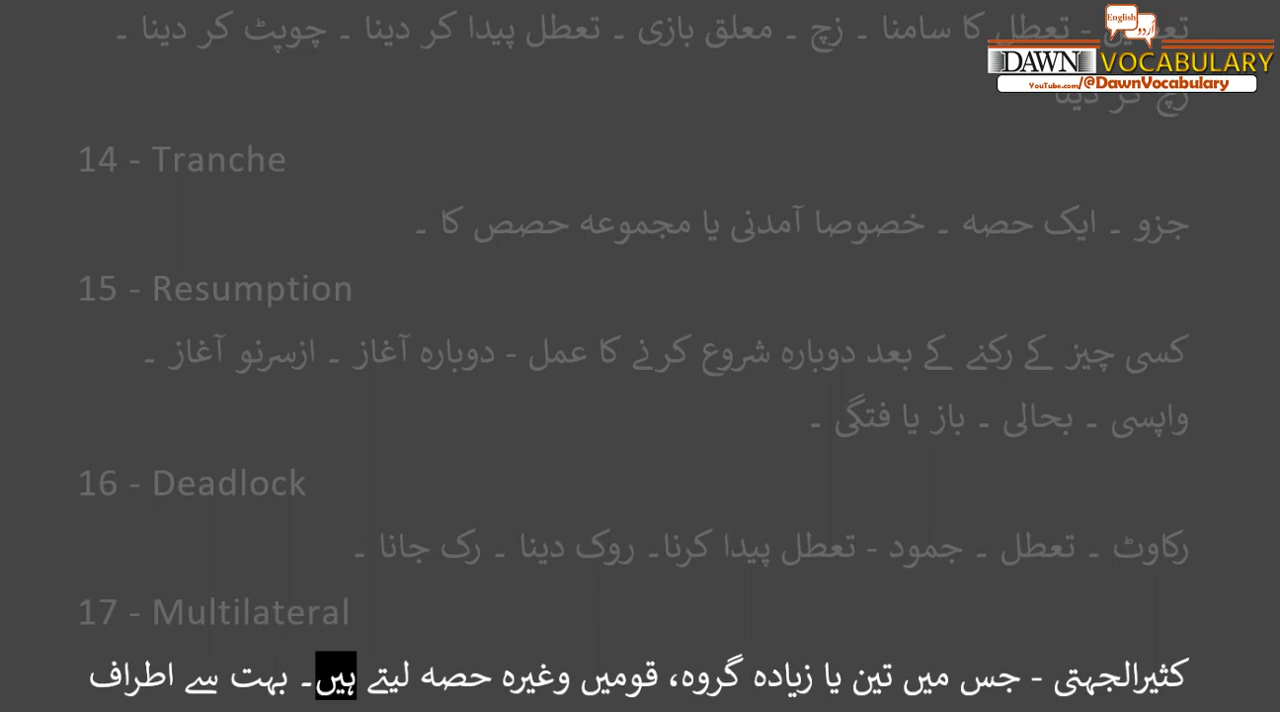 تعطل کا سامنا ۔ زچ ۔ معلق بازی ۔ تعطل پیدا کر دینا ۔ چوپٹ کر دینا ۔
English
اردو
DAWN VOCABULARY
YouTube.com/@DawnVocabulary
زچ کر دینا
14 - Tranche
جزو ۔ ایک حصہ ۔ خصوصا آمدنی یا مجموعہ حصص کا ۔
15 - Resumption
کسی چیز کے رکنے کے بعد دوبارہ شروع کرنے کا عمل - دوبارہ آغاز ۔ ازسرنو آغاز ۔
واپسی ۔ بحالی ۔ باز یا فتگی ۔
16 - Deadlock
رکاوٹ ۔ تعطل ۔ جمود - تعطل پیدا کرنا۔ روک دینا ۔ رک جانا ۔
17 - Multilateral
کثیرالجہتی - جس میں تین یا زیادہ گروہ، قومیں وغیرہ حصہ لیتے ہیں۔ بہت سے اطراف